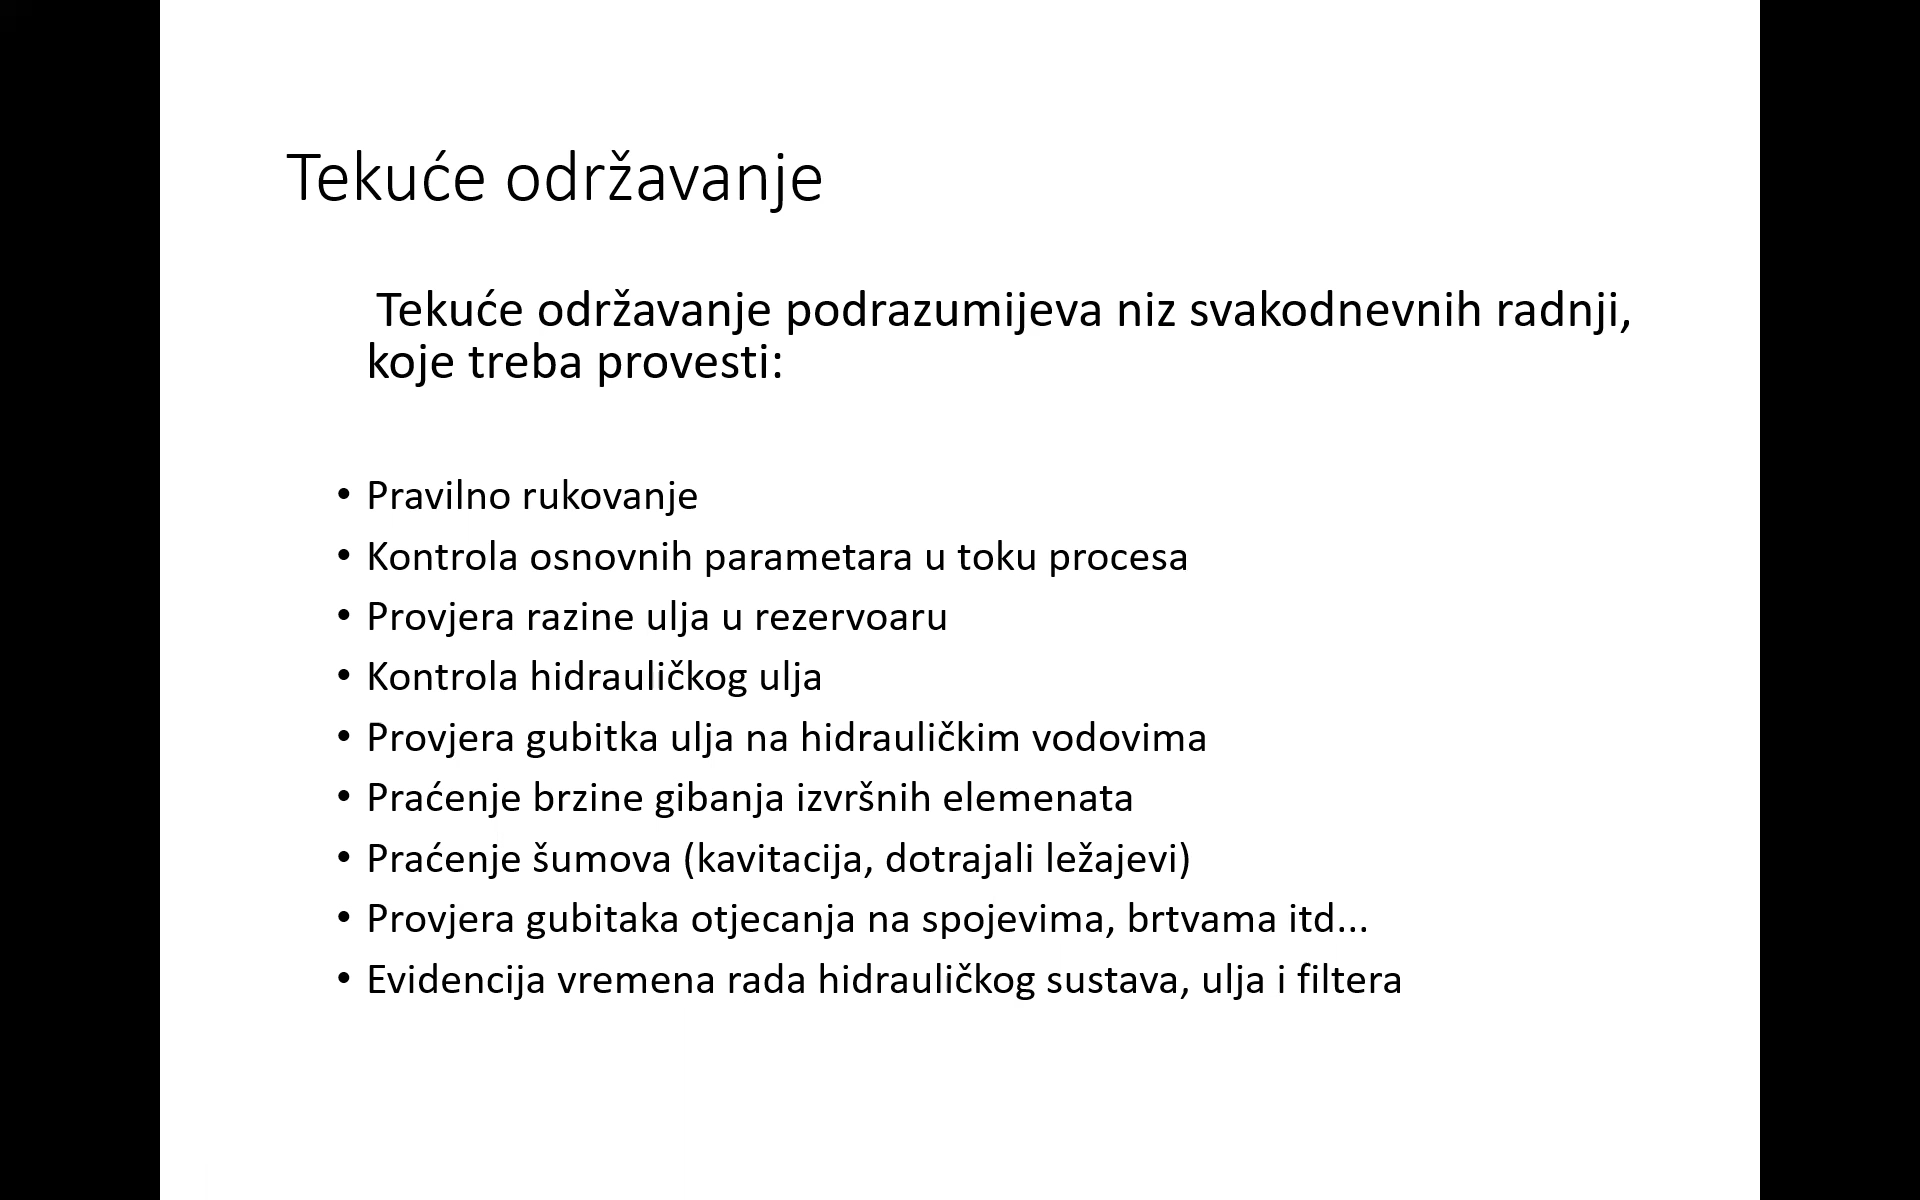 Tekuće održavanje
Tekuće održavanje podrazumijeva niz svakodnevnih radnji,
koje treba provesti:
• Pravilno rukovanje
• Kontrola osnovnih parametara u toku procesa
• Provjera razine ulja u rezervoaru
• Kontrola hidrauličkog ulja
• Provjera gubitka ulja na hidrauličkim vodovima
• Praćenje brzine gibanja izvršnih elemenata
• Praćenje šumova (kavitacija, dotrajali ležajevi)
• Provjera gubitaka otjecanja na spojevima, brtvama itd...
• Evidencija vremena rada hidrauličkog sustava, ulja i filtera